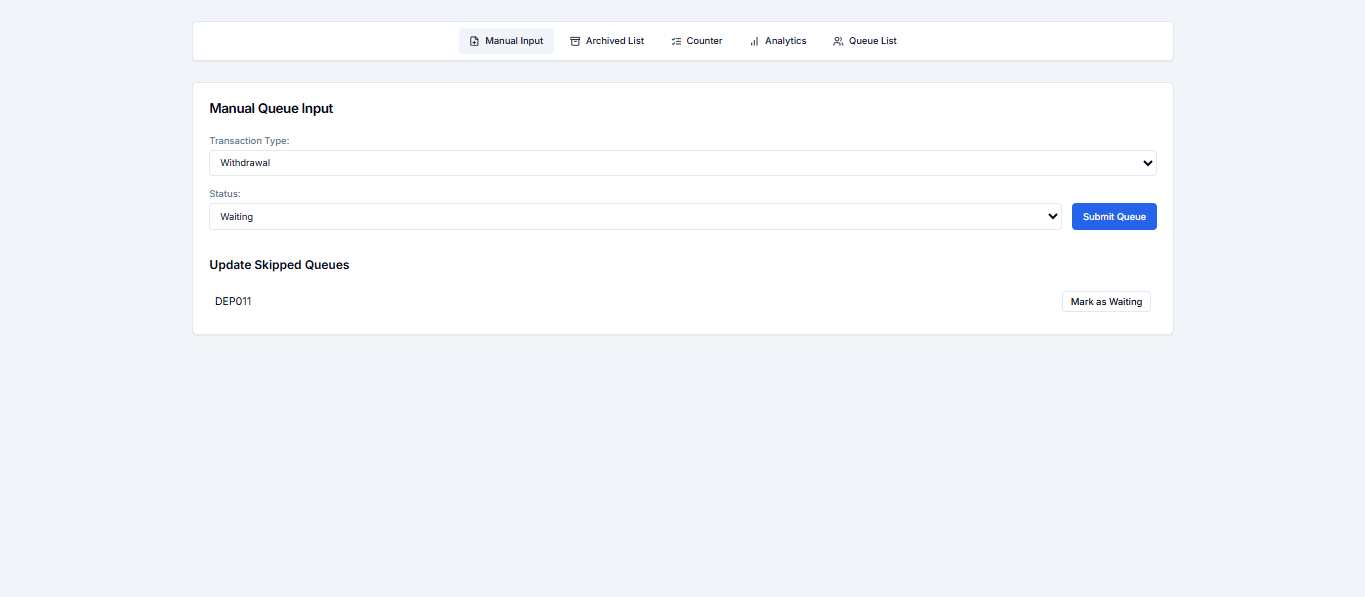 Manual Input Archived List Counter Analytics Queue List
Manual Queue Input
Transaction Type:
Withdrawal
Status:
Waiting Submit Queue
Update Skipped Queues
DEP011 Mark as Waiting